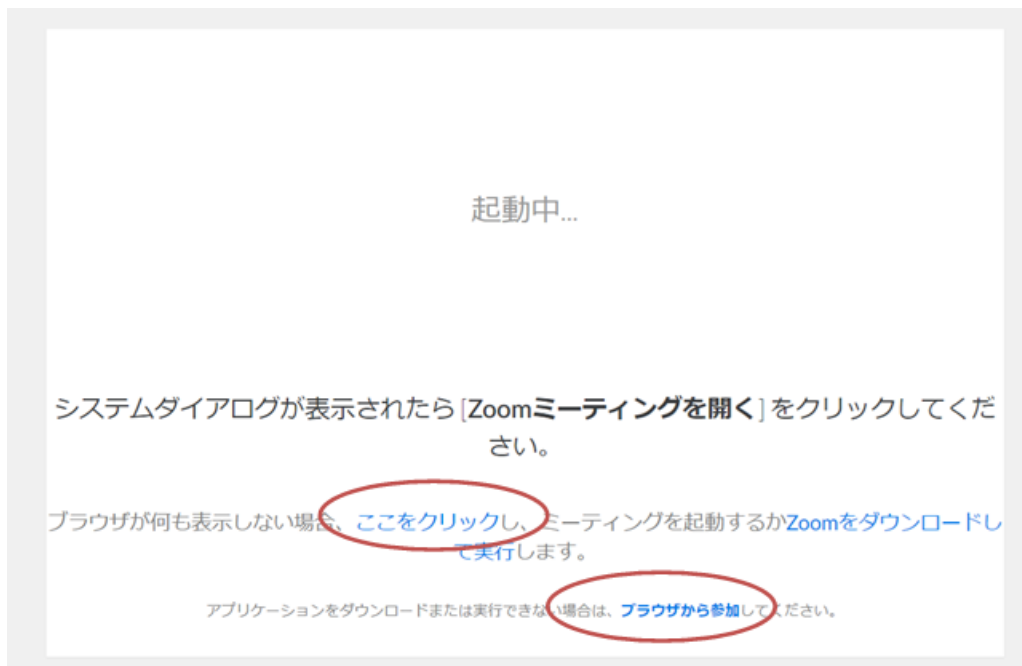 起動中...
システムダイアログが表示されたら [Zoomミーティングを開く] をクリックしてくだ
さい。
ブラウザが何も表示しない場合、ここをクリックし、ミーティングを起動するかZoomをダウンロードし
て実行します。
アプリケーションをダウンロードまたは実行できない場合は、ブラウザから参加してください。